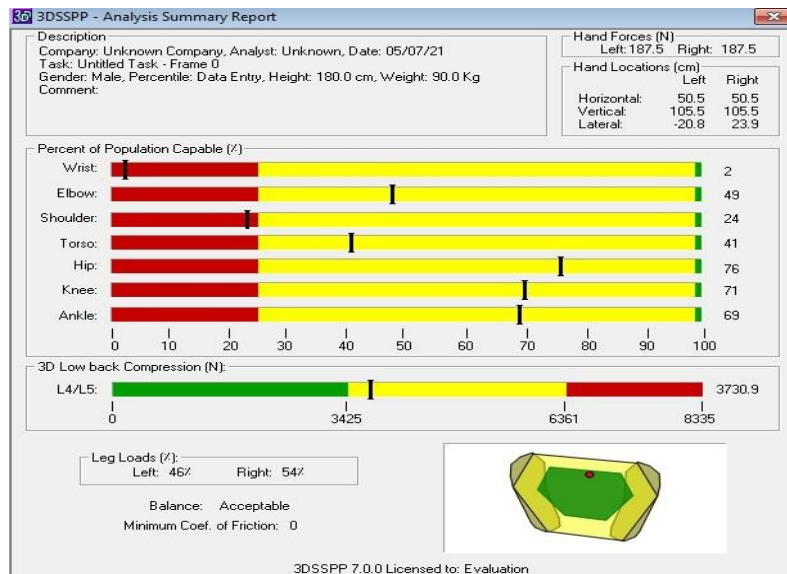 3D 3DSSPP - Analysis Summary Report
Description
Company: Unknown Company, Analyst: Unknown, Date: 05/07/21
Task: Untitled Task - Frame 0
Gender: Male, Percentile: Data Entry, Height: 180.0 cm, Weight: 90.0 Kg
Comment:
Hand Forces (N)
Left: 187.5 Right: 187.5
Hand Locations (cm)
Left Right
Horizontal: 50.5 50.5
Vertical: 105.5 105.5
Lateral: -20.8 23.9
Percent of Population Capable (%)
Wrist: 2
Elbow: 49
Shoulder: 24
Torso: 41
Hip: 76
Knee: 71
Ankle: 69
0 10 20 30 40 50 60 70 80 90 100
3D Low back Compression (N):
L4/L5: 3730.9
0 3425 6361 8335
Leg Loads (%):
Left: 46% Right: 54%
Balance: Acceptable
Minimum Coef. of Friction: 0
3DSSPP 7.0.0 Licensed to: Evaluation